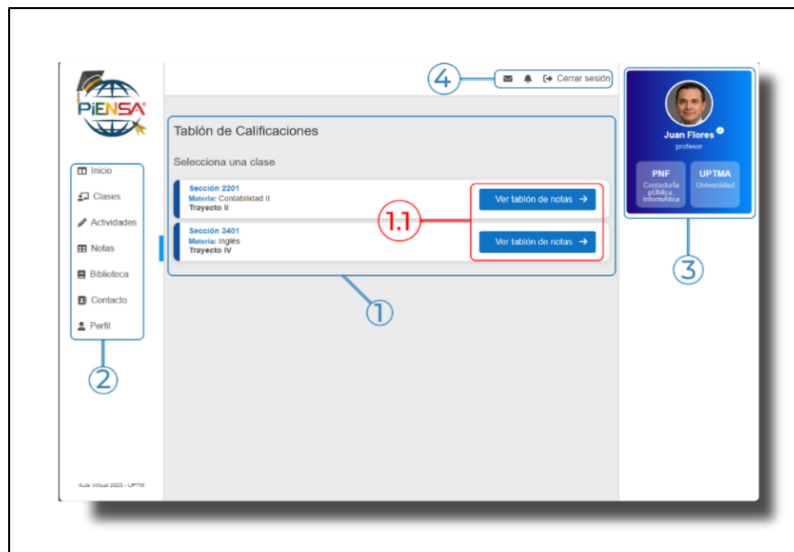 PiENSA
Inicio
Clases
Actividades
Notas
Biblioteca
Contacto
Perfil
2
Aula Virtual 2023 - UPTM
4
Cerrar sesión
Tablón de Calificaciones
Selecciona una clase
Sección 2201
Materia: Contabilidad II
Trayecto II
Ver tablón de notas
1.1
Sección 3401
Materia: Inglés
Trayecto IV
Ver tablón de notas
1
Juan Flores
profesor
PNF
Contaduría
pÚblica,
InformÁtica
UPTMA
Universidad
3